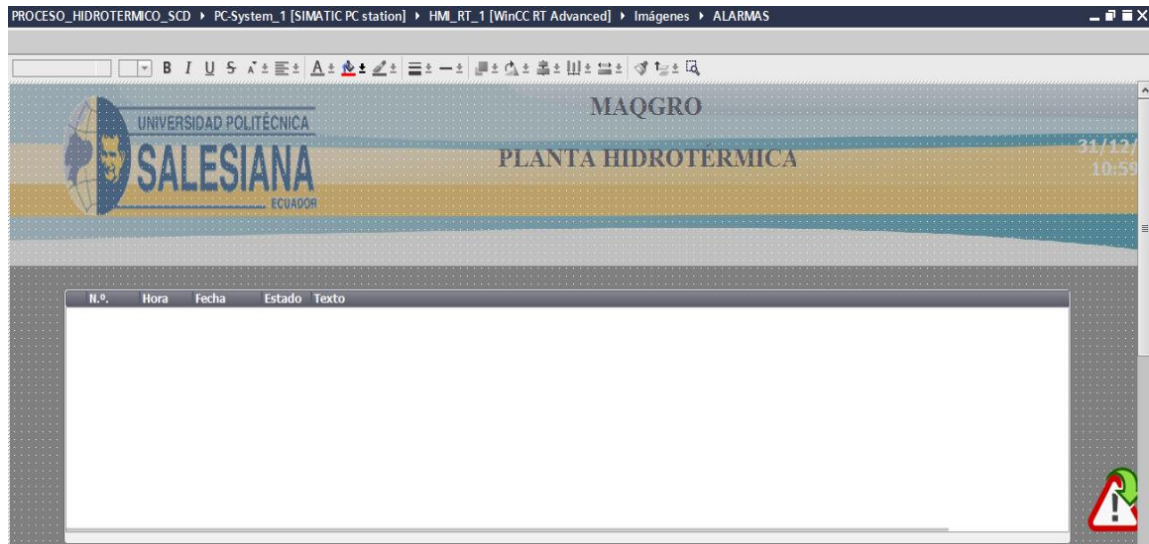 PROCESO_HIDROTERMICO_SCD ▸ PC-System_1 [SIMATIC PC station] ▸ HMI_RT_1 [WinCC RT Advanced] ▸ Imágenes ▸ ALARMAS
B I U S A A
MAQGRO
UNIVERSIDAD POLITÉCNICA
SALESIANA
ECUADOR
PLANTA HIDROTÉRMICA
31/12/
10:59
N.º. Hora Fecha Estado Texto